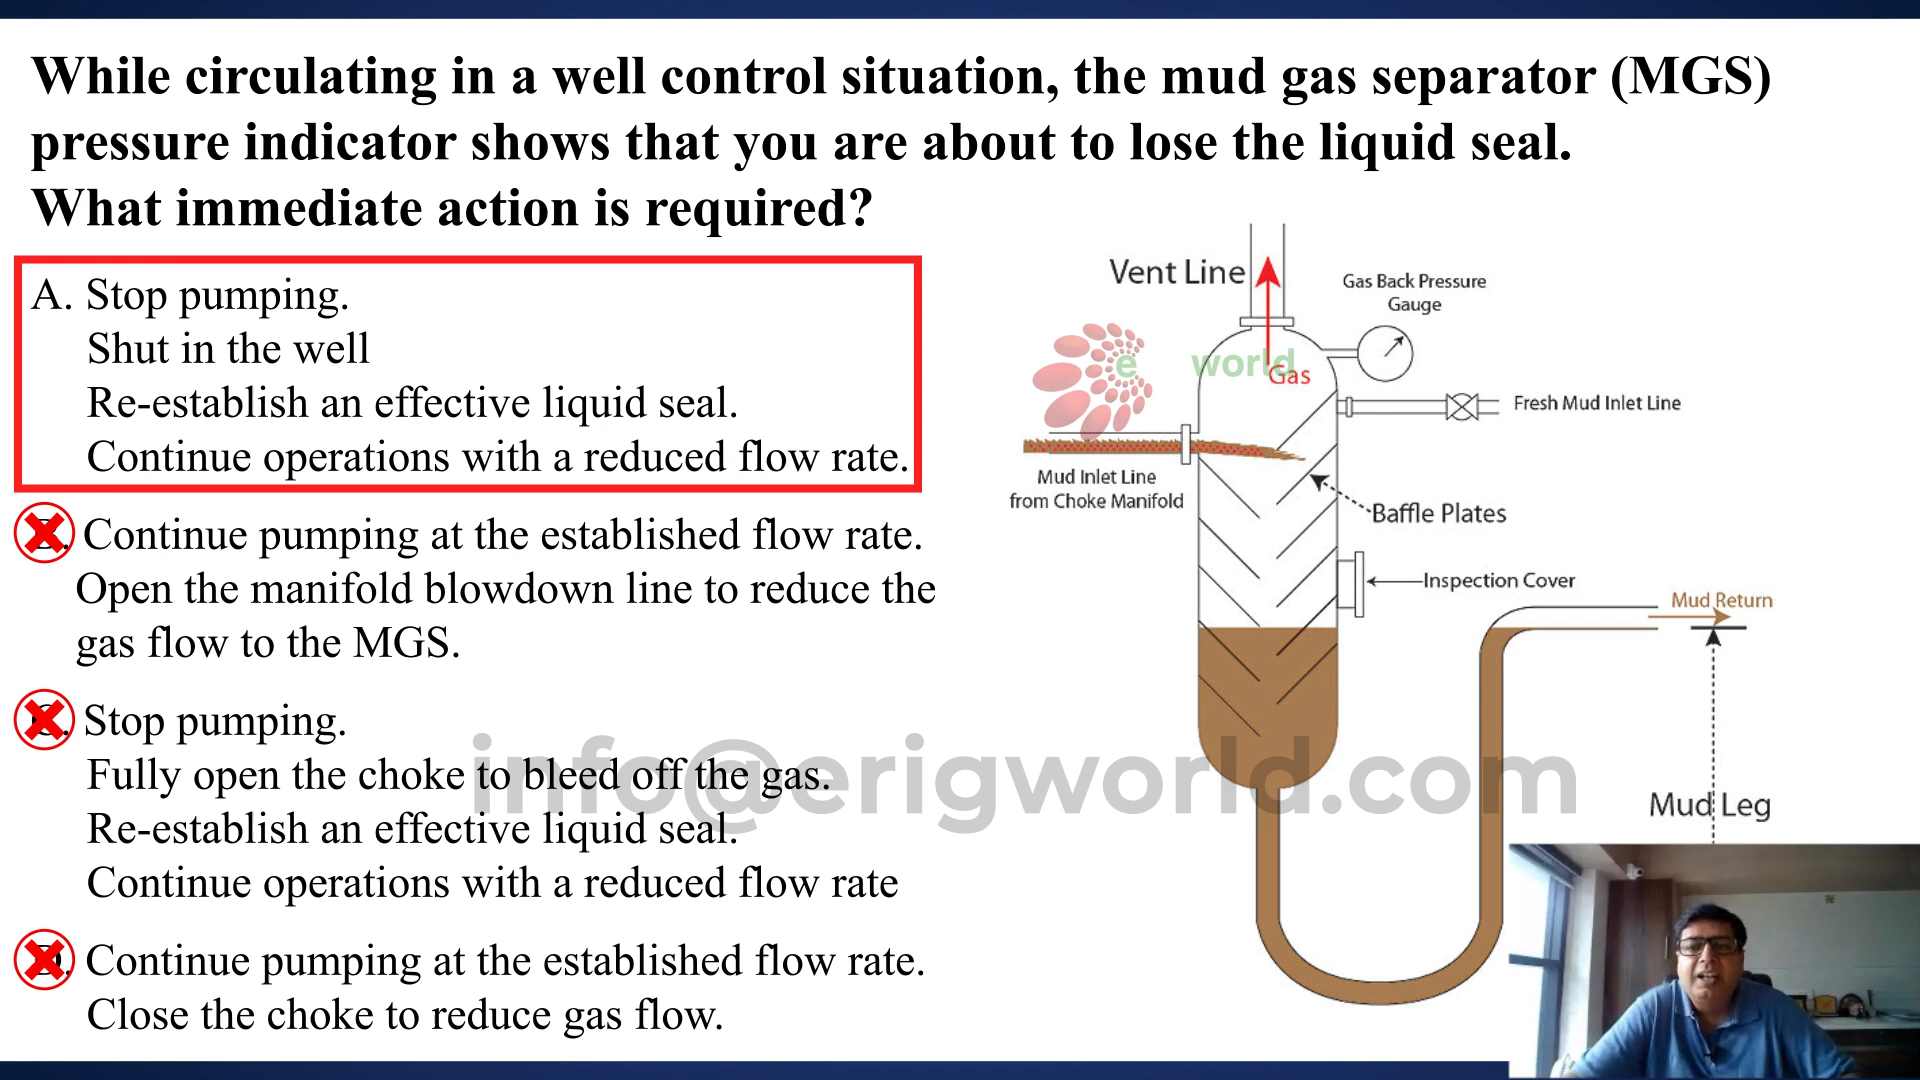 While circulating in a well control situation, the mud gas separator (MGS)
pressure indicator shows that you are about to lose the liquid seal.
What immediate action is required?
A. Stop pumping.
Shut in the well
Re-establish an effective liquid seal.
Continue operations with a reduced flow rate.
Continue pumping at the established flow rate.
Open the manifold blowdown line to reduce the
gas flow to the MGS.
Stop pumping.
Fully open the choke to bleed off the gas.
Re-establish an effective liquid seal.
Continue operations with a reduced flow rate
Continue pumping at the established flow rate.
Close the choke to reduce gas flow.
Vent Line
Gas Back Pressure
Gauge
e world
Gas
Fresh Mud Inlet Line
Mud Inlet Line
from Choke Manifold
Baffle Plates
Inspection Cover
Mud Return
Mud Leg
info@erigworld.com